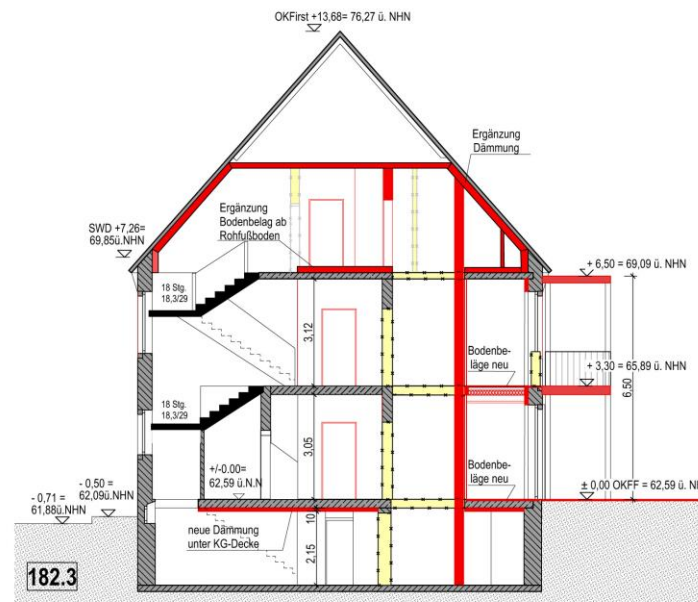 OKFirst +13,68= 76,27 ü. NHN
Ergänzung
Dämmung
Ergänzung
Bodenbelag ab
Rohfußboden
SWD +7,26=
69,85ü.NHN
+ 6,50 = 69,09 ü. NHN
18 Stg.
18,3/29
3,12
Bodenbe-
läge neu
+ 3,30 = 65,89 ü. NHN
6,50
18 Stg.
18,3/29
3,05
+/-0.00=
62,59 ü.N.N
Bodenbe-
läge neu
± 0,00 OKFF = 62,59 ü. N
- 0,50 =
62,09ü.NHN
- 0,71 =
61,88ü.NHN
10
neue Dämmung
unter KG-Decke
2,15
182.3